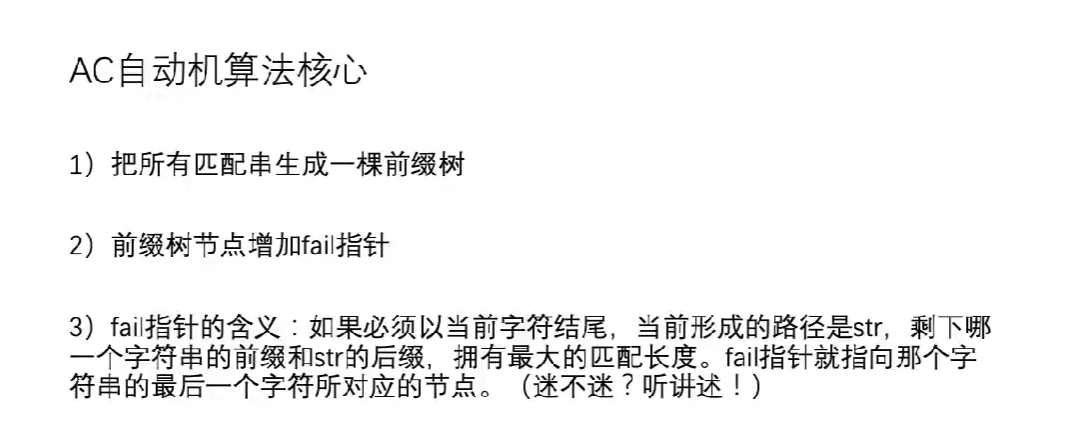 AC自动机算法核心
1）把所有匹配串生成一棵前缀树
2）前缀树节点增加fail指针
3）fail指针的含义：如果必须以当前字符结尾，当前形成的路径是str，剩下哪
一个字符串的前缀和str的后缀，拥有最大的匹配长度。fail指针就指向那个字
符串的最后一个字符所对应的节点。（迷不迷？听讲述！）